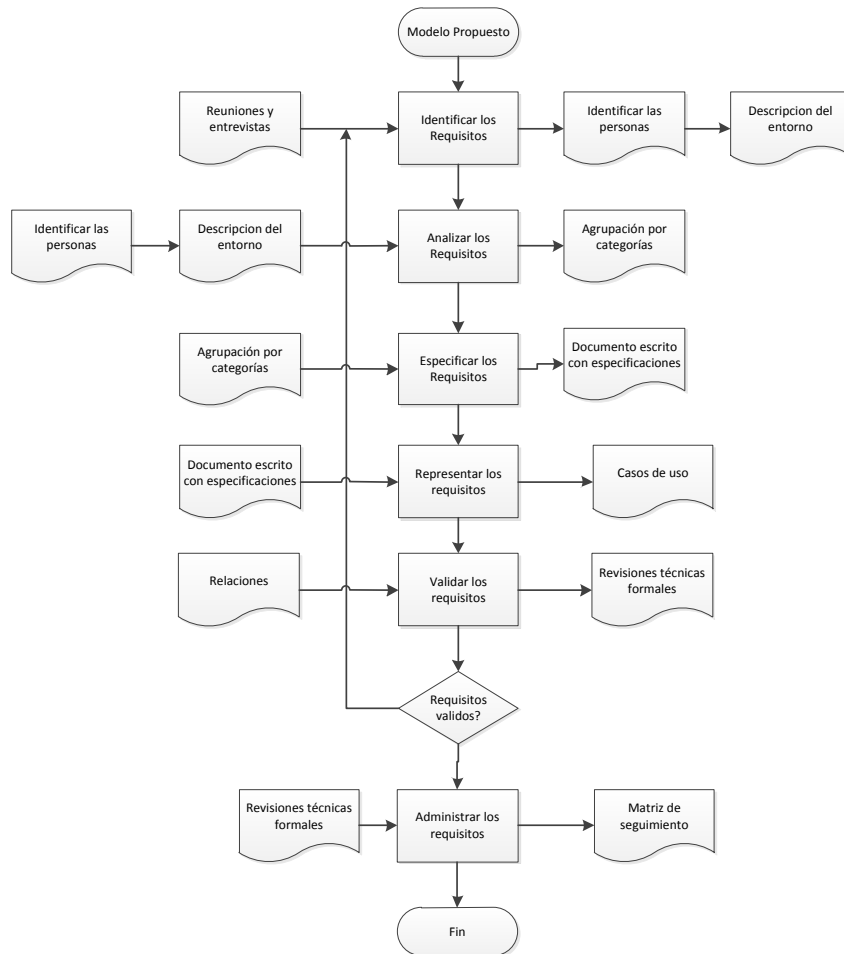 Modelo Propuesto
Reuniones y
entrevistas
Identificar los
Requisitos
Identificar las
personas
Descripcion del
entorno
Identificar las
personas
Descripcion del
entorno
Analizar los
Requisitos
Agrupación por
categorías
Agrupación por
categorías
Especificar los
Requisitos
Documento escrito
con especificaciones
Documento escrito
con especificaciones
Representar los
requisitos
Casos de uso
Relaciones
Validar los
requisitos
Revisiones técnicas
formales
Requisitos
validos?
Revisiones técnicas
formales
Administrar los
requisitos
Matriz de
seguimiento
Fin